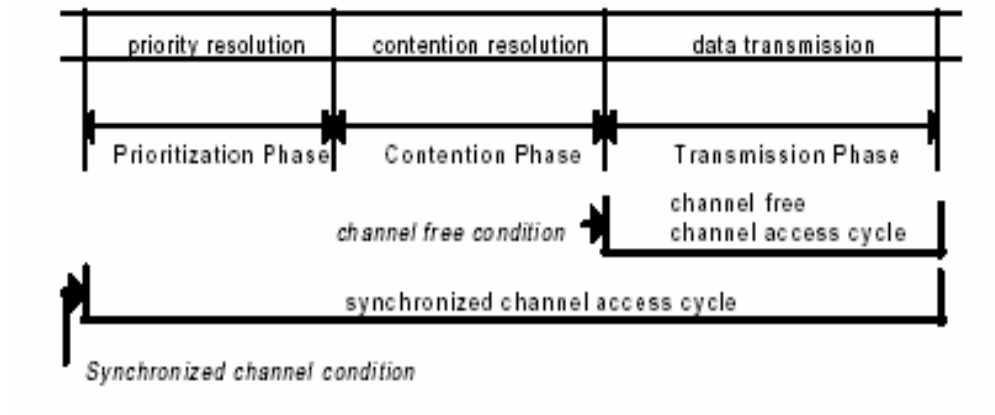 priority resolution
contention resolution
data transmission
Prioritization Phase
Contention Phase
Transmission Phase
channel free
channel free condition
channel access cycle
synchronized channel access cycle
Synchronized channel condition